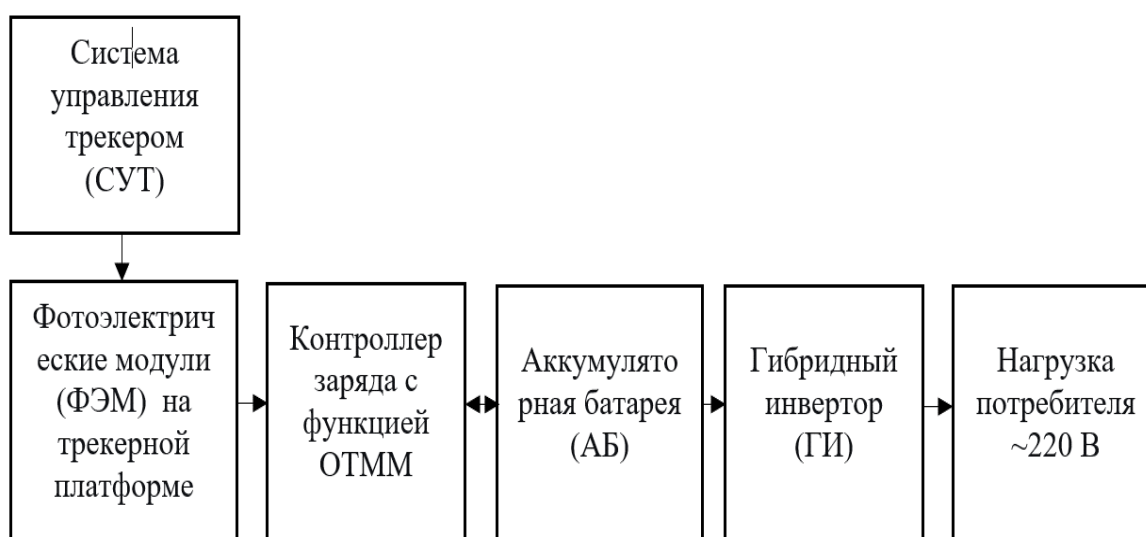 Система
управления
трекером
(СУТ)
Фотоэлектрич
еские модули
(ФЭМ) на
трекерной
платформе
Контроллер
заряда с
функцией
ОТММ
Аккумулято
рная батарея
(АБ)
Гибридный
инвертор
(ГИ)
Нагрузка
потребителя
~220 В